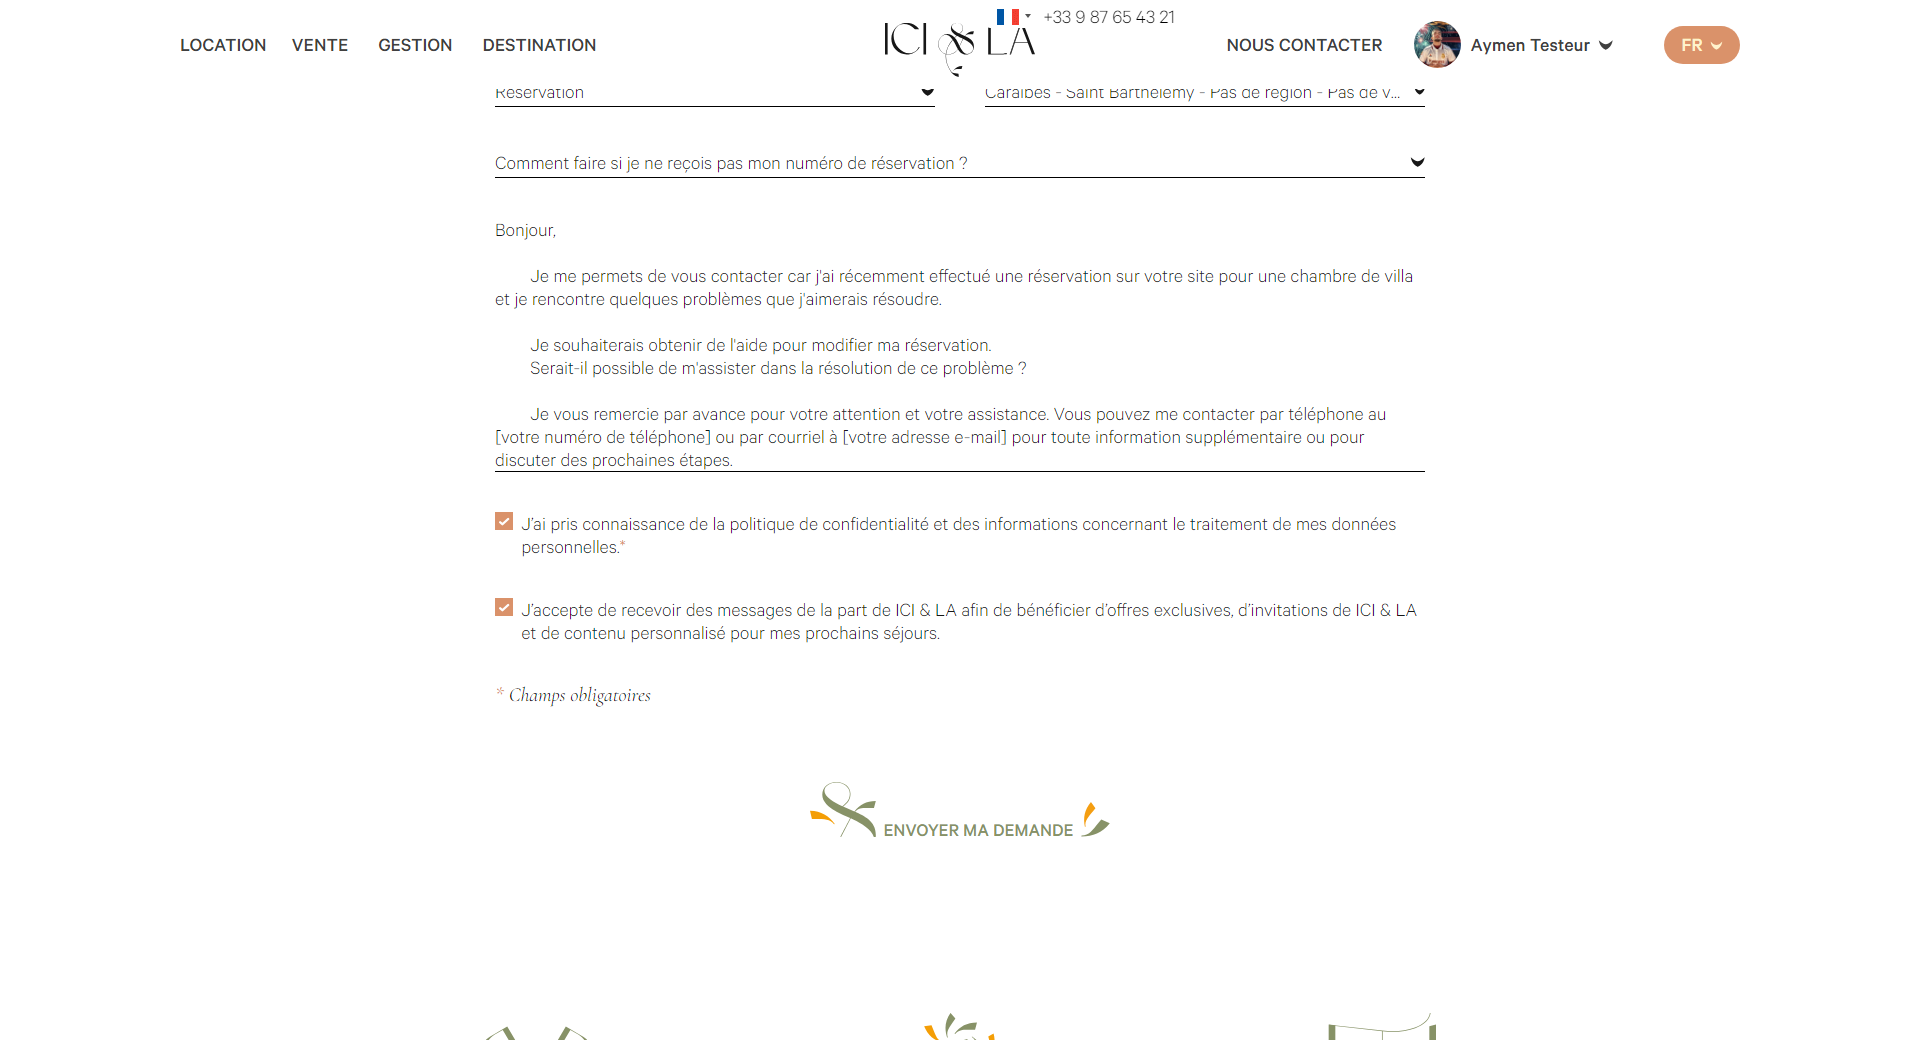 +33 9 87 65 43 21
LOCATION VENTE GESTION DESTINATION ICI & LA NOUS CONTACTER Aymen Testeur FR
Réservation Caraïbes - Saint Barthélemy - Pas de région - Pas de v...
Comment faire si je ne reçois pas mon numéro de réservation ?
Bonjour,
Je me permets de vous contacter car j'ai récemment effectué une réservation sur votre site pour une chambre de villa
et je rencontre quelques problèmes que j'aimerais résoudre.
Je souhaiterais obtenir de l'aide pour modifier ma réservation.
Serait-il possible de m'assister dans la résolution de ce problème ?
Je vous remercie par avance pour votre attention et votre assistance. Vous pouvez me contacter par téléphone au
[votre numéro de téléphone] ou par courriel à [votre adresse e-mail] pour toute information supplémentaire ou pour
discuter des prochaines étapes.
J’ai pris connaissance de la politique de confidentialité et des informations concernant le traitement de mes données
personnelles.*
J’accepte de recevoir des messages de la part de ICI & LA afin de bénéficier d’offres exclusives, d’invitations de ICI & LA
et de contenu personnalisé pour mes prochains séjours.
* Champs obligatoires
ENVOYER MA DEMANDE